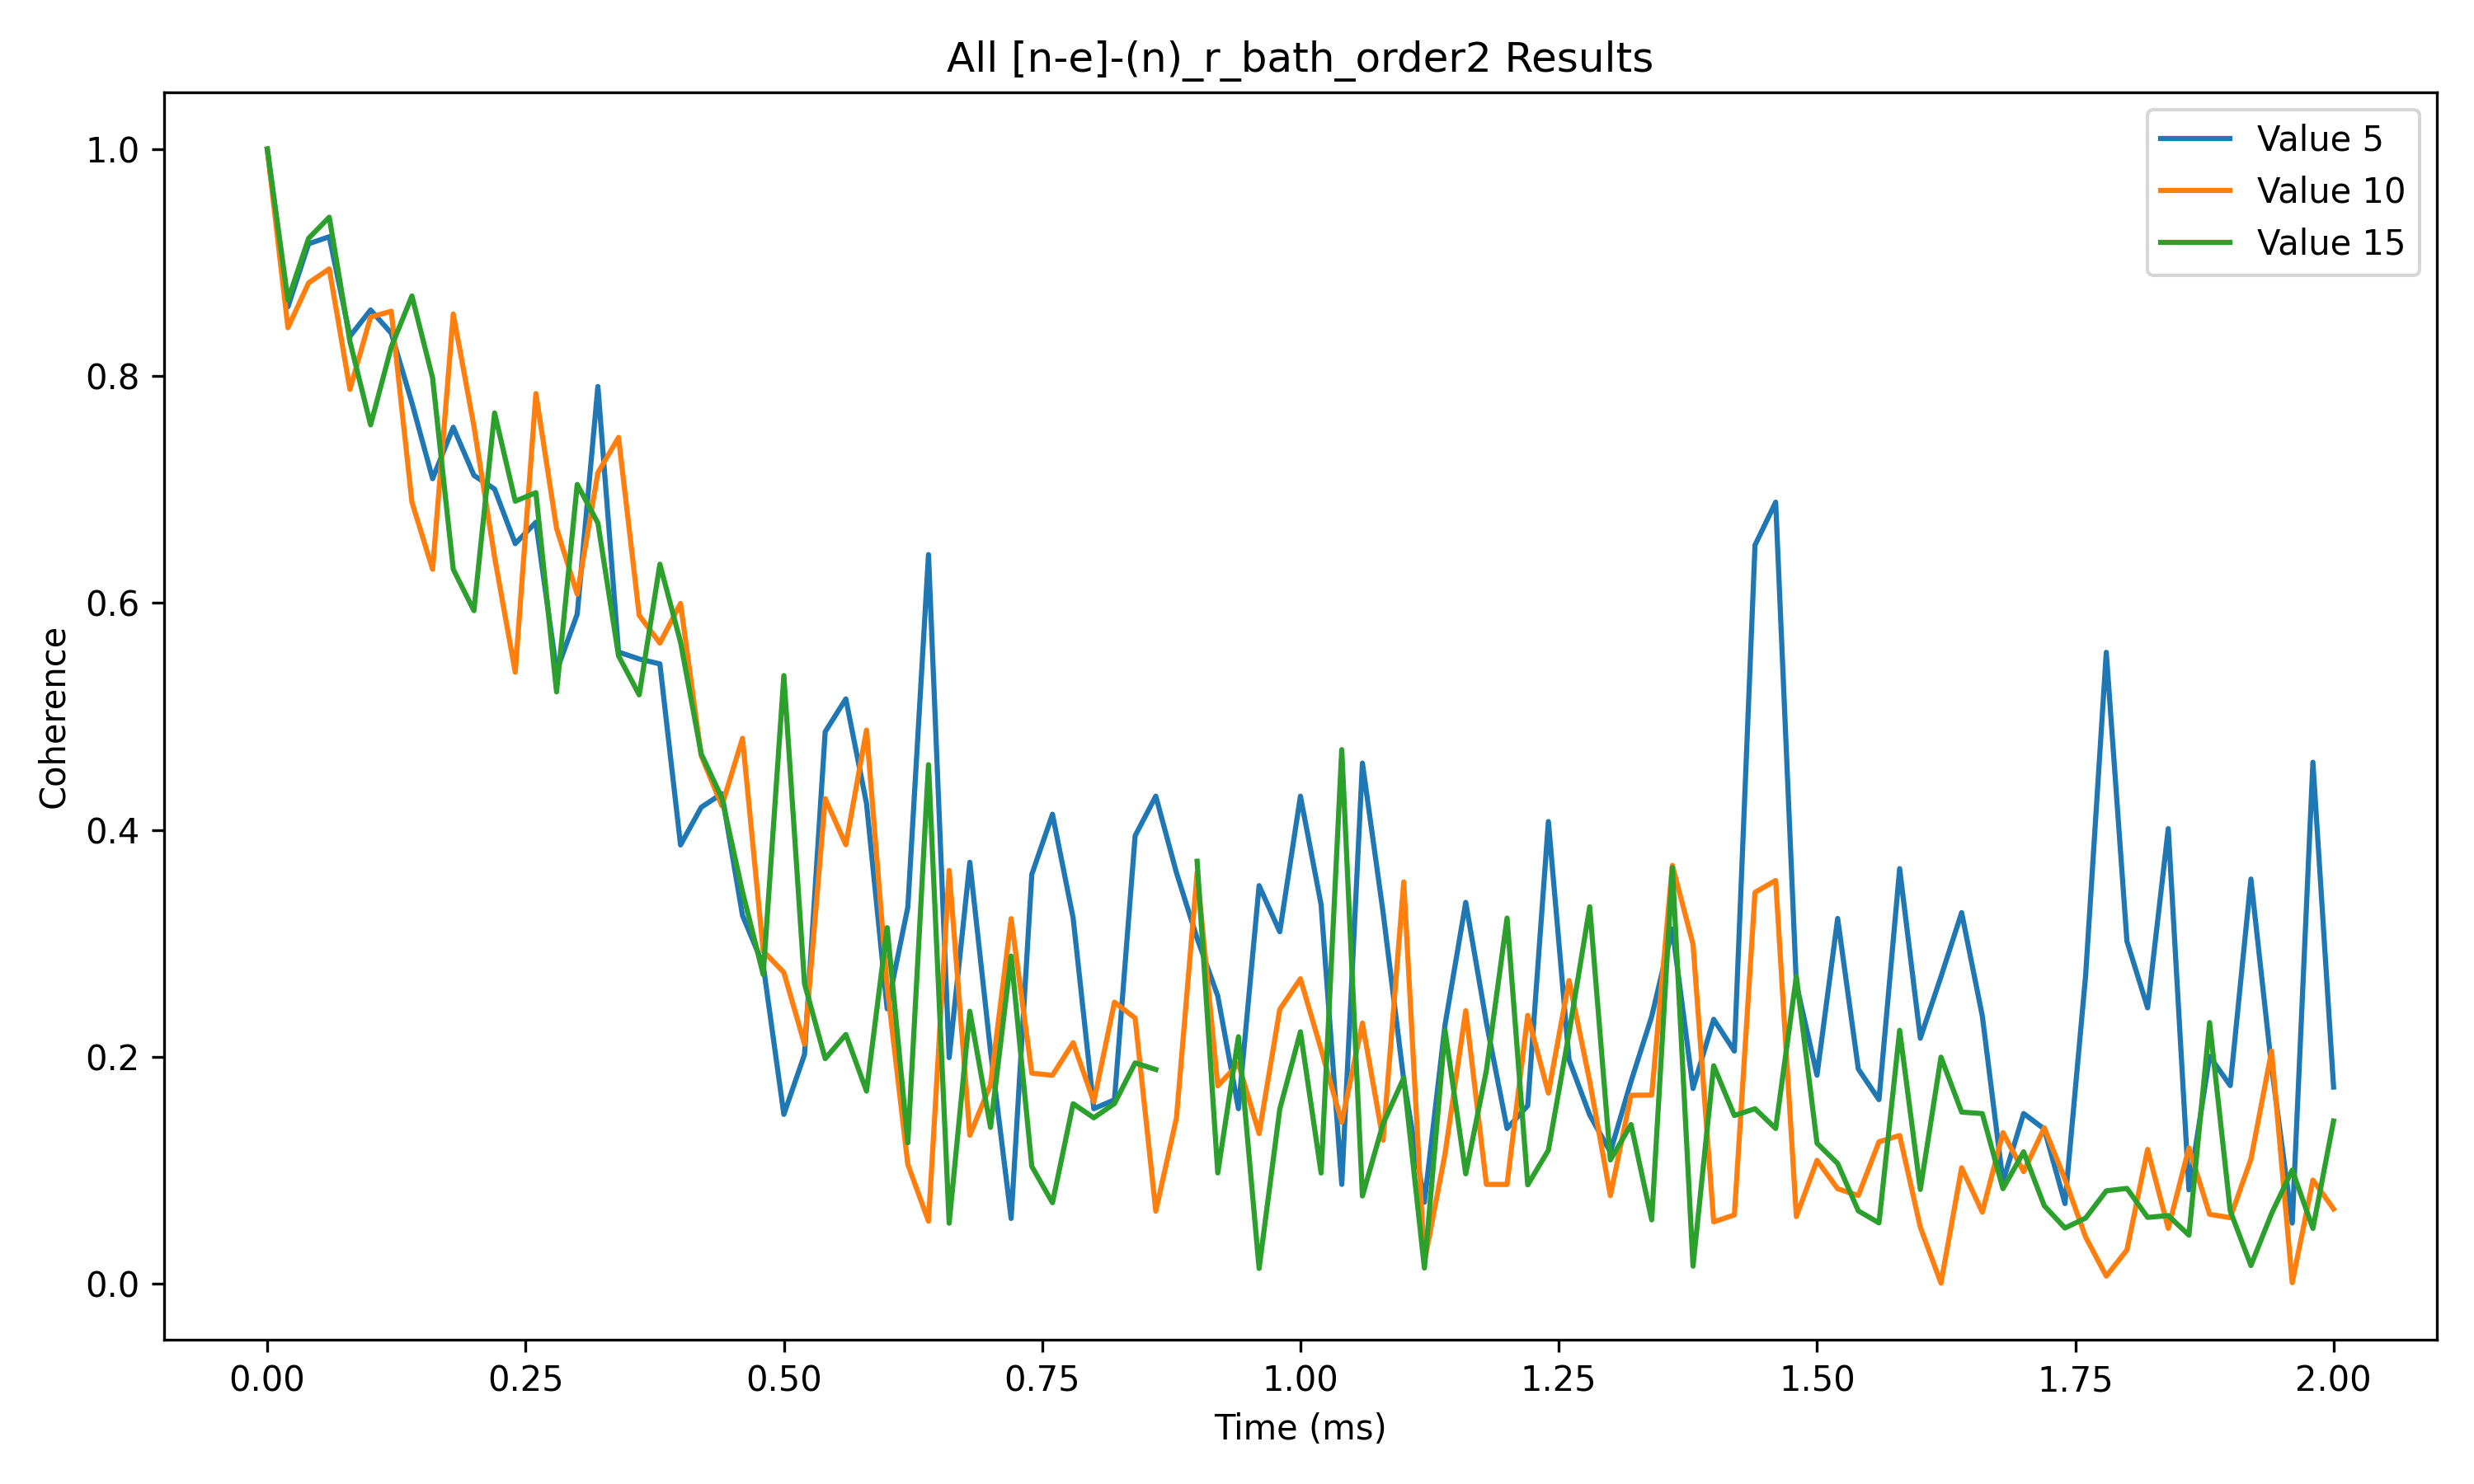 All [n-e]-(n)_r_bath_order2 Results
Value 5
Value 10
Value 15
Coherence
1.0
0.8
0.6
0.4
0.2
0.0
0.00 0.25 0.50 0.75 1.00 1.25 1.50 1.75 2.00
Time (ms)